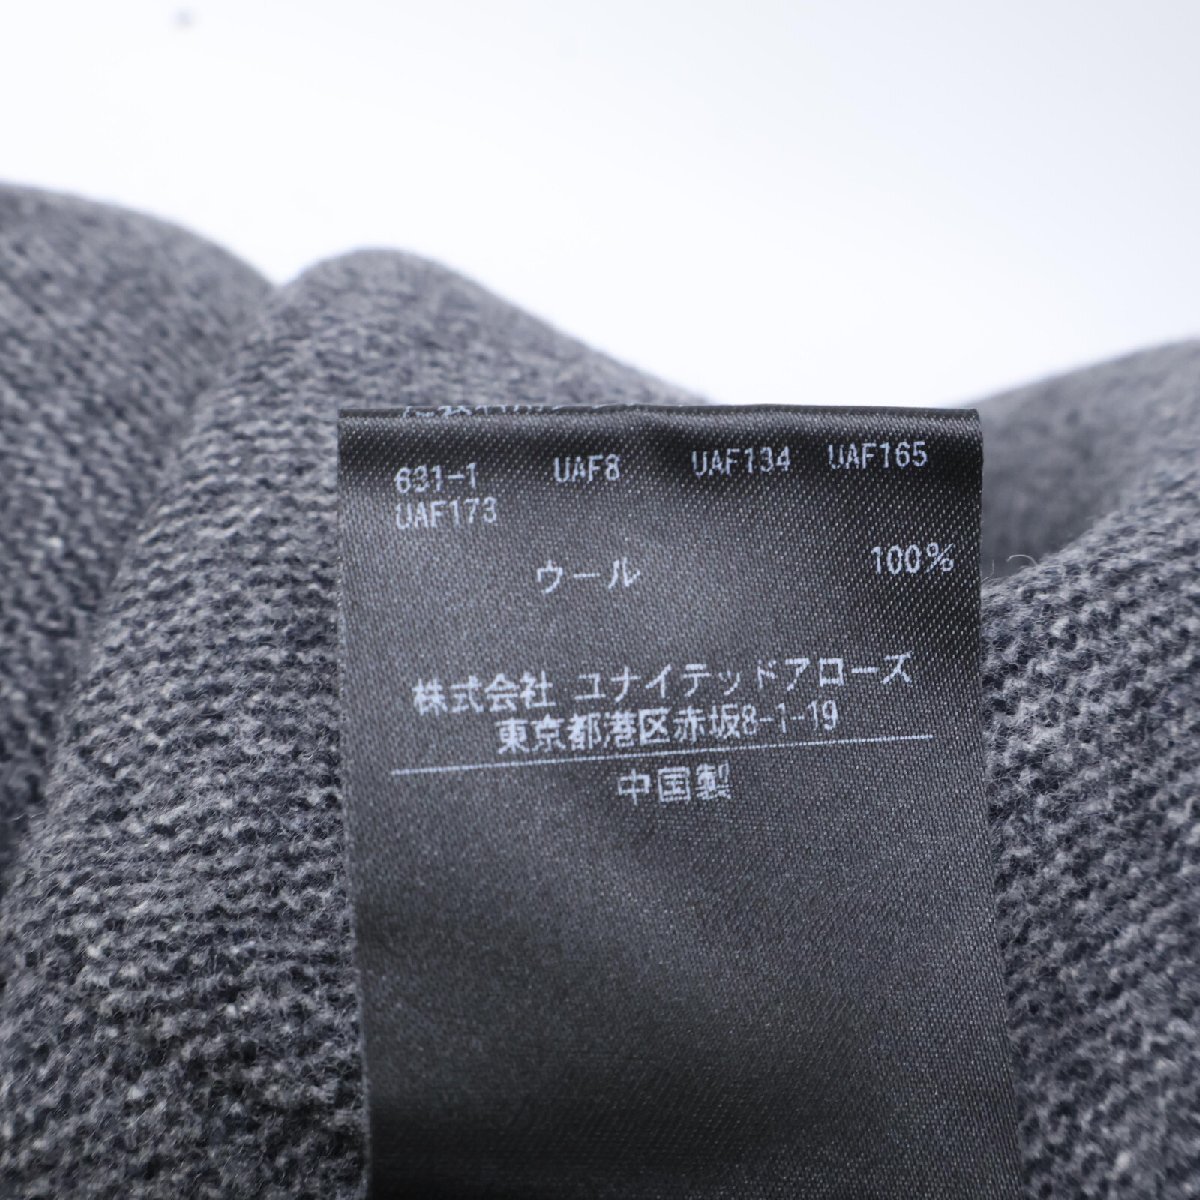 631-1 UAF8 UAF134 UAF165
UAF173
ウール 100%
株式会社 ユナイテッドアローズ
東京都港区赤坂8-1-19
中国製